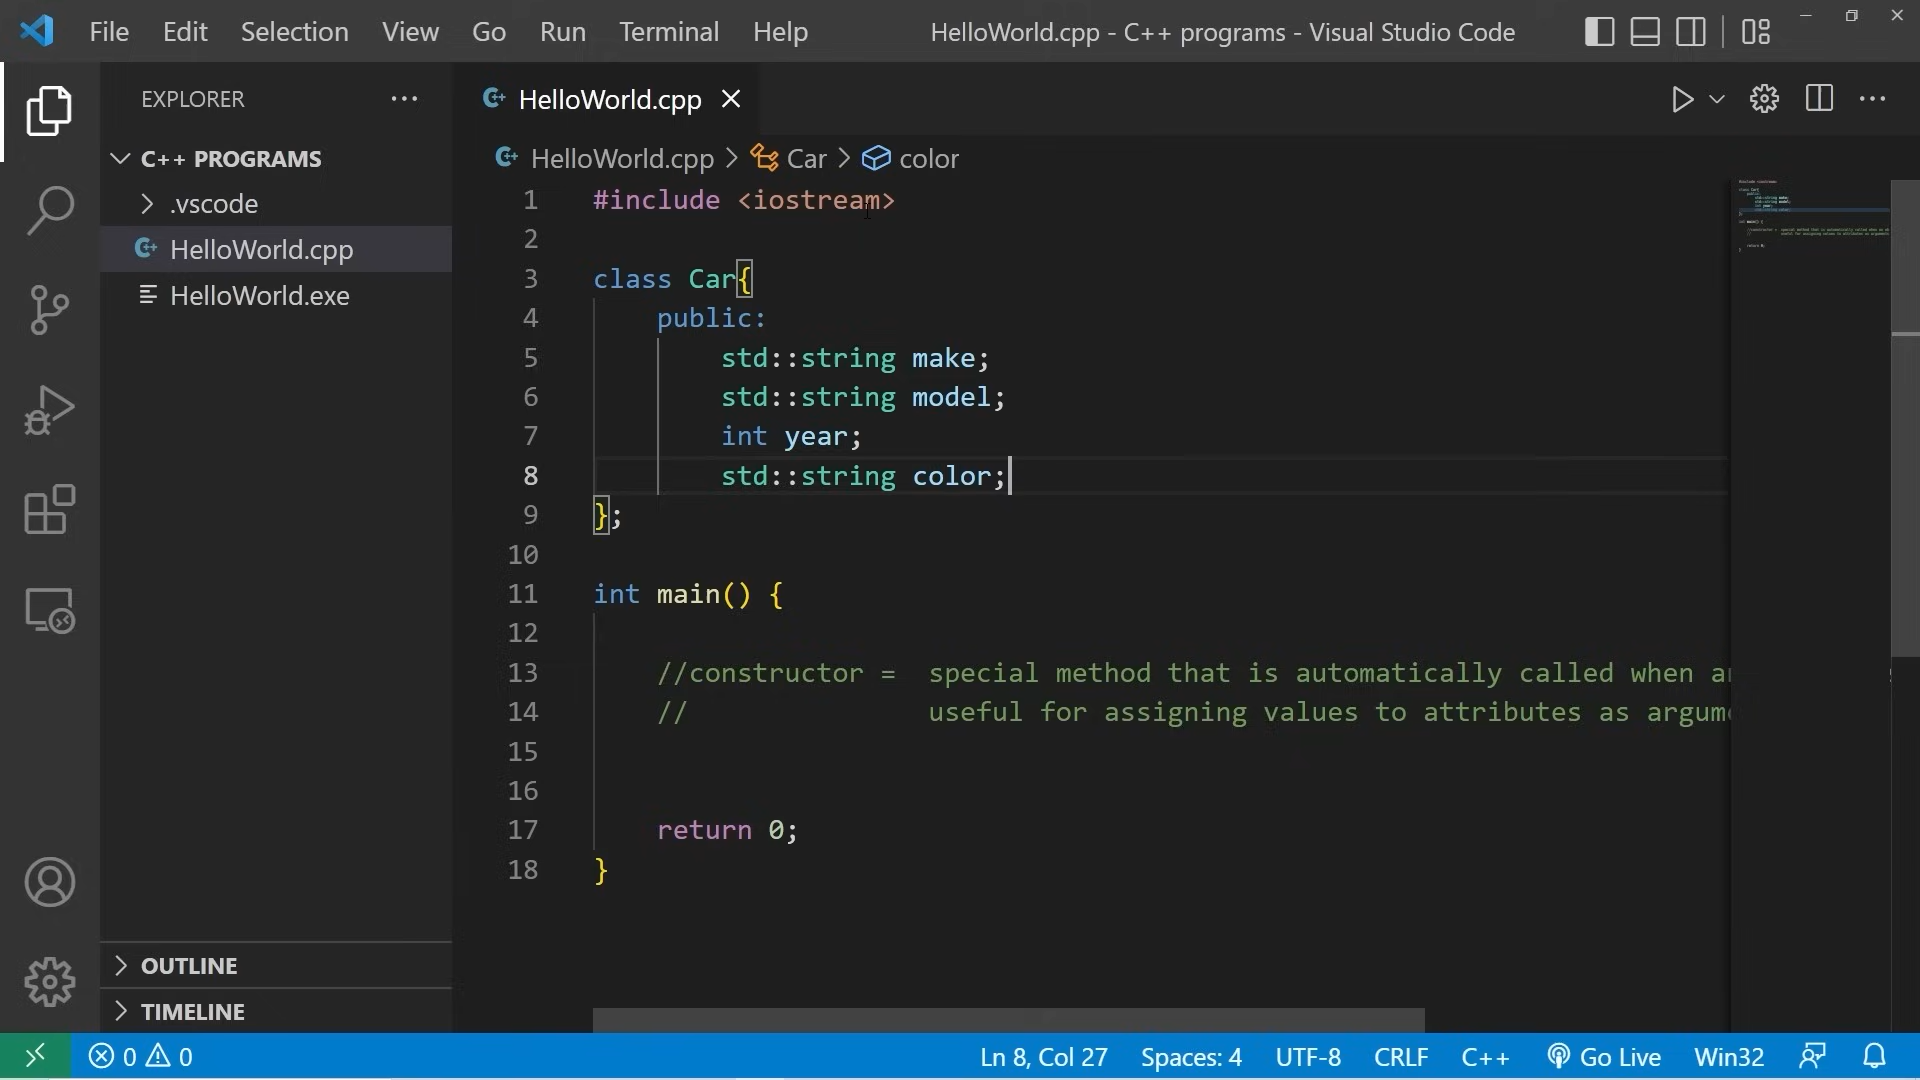 File Edit Selection View Go Run Terminal Help
HelloWorld.cpp - C++ programs - Visual Studio Code
EXPLORER
C++ PROGRAMS
.vscode
HelloWorld.cpp
HelloWorld.exe
OUTLINE
TIMELINE
HelloWorld.cpp
HelloWorld.cpp > Car > color
1 #include <iostream>
2
3 class Car{
4 public:
5 std::string make;
6 std::string model;
7 int year;
8 std::string color;
9 };
10
11 int main() {
12
13 //constructor = special method that is automatically called when
14 // useful for assigning values to attributes as
15
16
17 return 0;
18 }
0 0
Ln 8, Col 27 Spaces: 4 UTF-8 CRLF C++ Go Live Win32